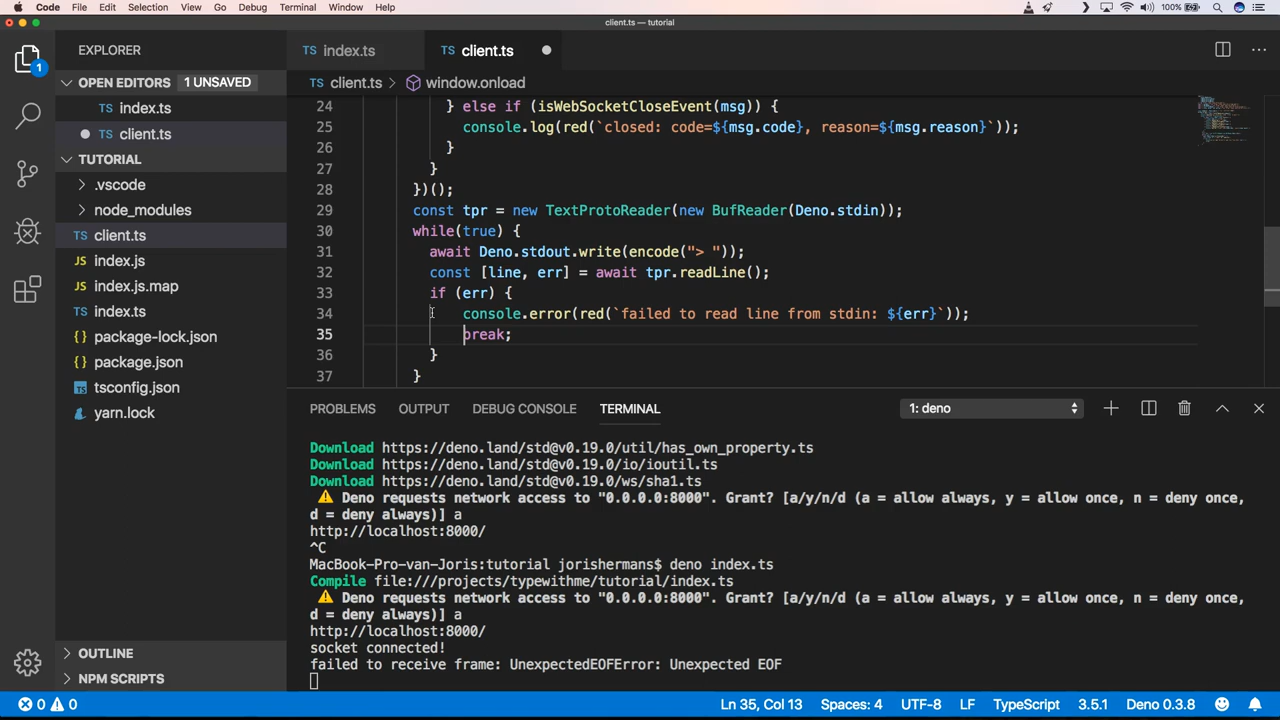 Code File Edit Selection View Go Debug Terminal Window Help 100%
client.ts — tutorial
EXPLORER
OPEN EDITORS 1 UNSAVED
TS index.ts
client.ts
TUTORIAL
.vscode
node_modules
TS client.ts
JS index.js
JS index.js.map
TS index.ts
package-lock.json
package.json
TS tsconfig.json
yarn.lock
OUTLINE
NPM SCRIPTS
1
TS index.ts TS client.ts
TS client.ts > window.onload
24 } else if (isWebSocketCloseEvent(msg)) {
25 console.log(red(`closed: code=${msg.code}, reason=${msg.reason}`));
26 }
27 }
28 })();
29 const tpr = new TextProtoReader(new BufReader(Deno.stdin));
30 while(true) {
31 await Deno.stdout.write(encode("> "));
32 const [line, err] = await tpr.readLine();
33 if (err) {
34 console.error(red(`failed to read line from stdin: ${err}`));
35 break;
36 }
37 }
PROBLEMS OUTPUT DEBUG CONSOLE TERMINAL 1: deno
Download https://deno.land/std@v0.19.0/util/has_own_property.ts
Download https://deno.land/std@v0.19.0/io/ioutil.ts
Download https://deno.land/std@v0.19.0/ws/sha1.ts
⚠️ Deno requests network access to "0.0.0.0:8000". Grant? [a/y/n/d (a = allow always, y = allow once, n = deny once,
d = deny always)] a
http://localhost:8000/
^C
MacBook-Pro-van-Joris:tutorial jorishermans$ deno index.ts
Compile file:///projects/typewithme/tutorial/index.ts
⚠️ Deno requests network access to "0.0.0.0:8000". Grant? [a/y/n/d (a = allow always, y = allow once, n = deny once,
d = deny always)] a
http://localhost:8000/
socket connected!
failed to receive frame: UnexpectedEOFError: Unexpected EOF
0 0 Ln 35, Col 13 Spaces: 4 UTF-8 LF TypeScript 3.5.1 Deno 0.3.8